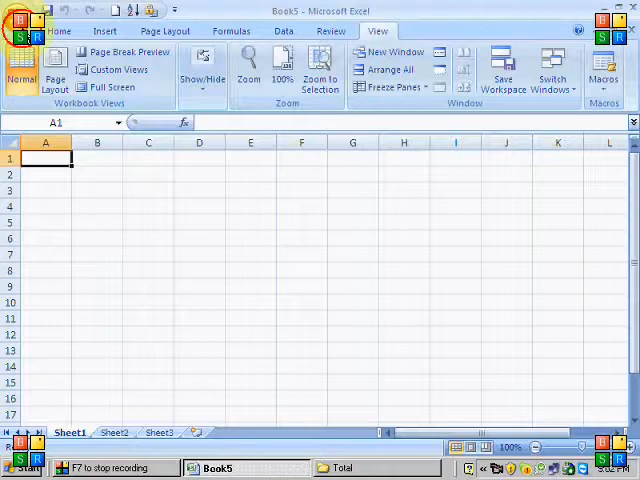 Book5 - Microsoft Excel
Home Insert Page Layout Formulas Data Review View
Normal
Page Layout
Page Break Preview
Custom Views
Full Screen
Workbook Views
Show/Hide
Zoom
100%
Zoom to Selection
Zoom
New Window
Arrange All
Freeze Panes
Save Workspace
Switch Windows
Window
Macros
Macros
A1
fx
A B C D E F G H I J K L
1
2
3
4
5
6
7
8
9
10
11
12
13
14
15
16
17
Sheet1 Sheet2 Sheet3
100%
B
S R
B
S R
B
S R
B
S R
F7 to stop recording
Book5
Total